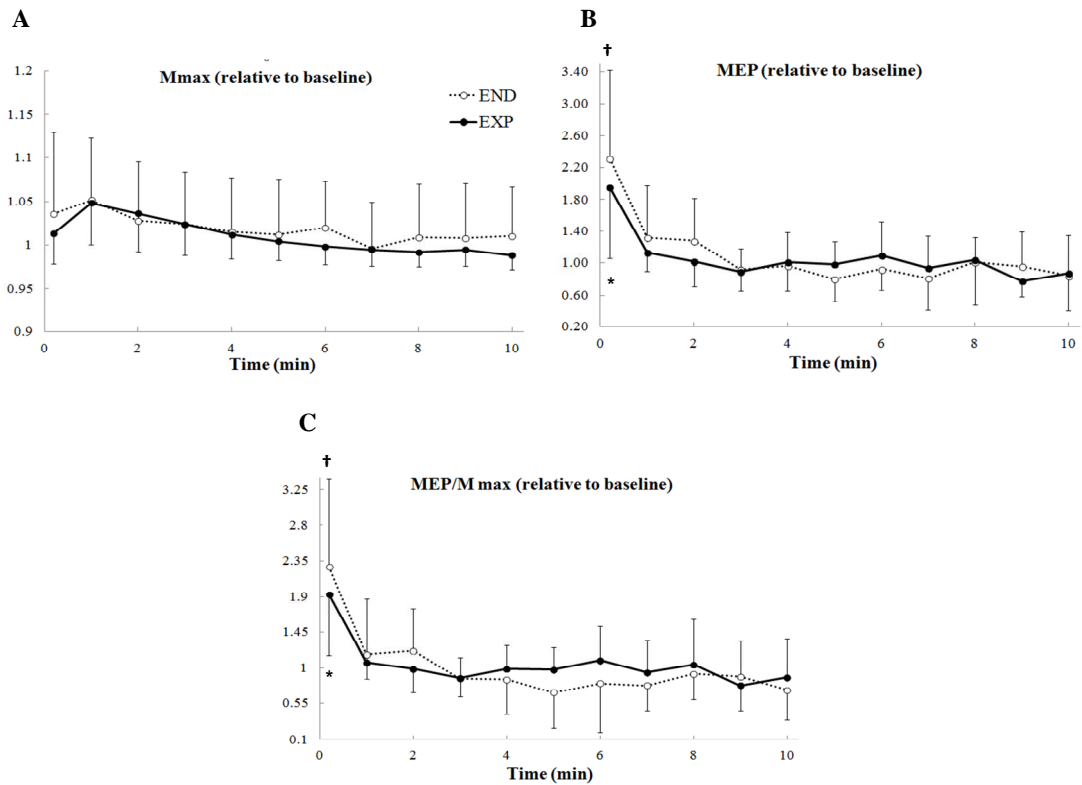 A
Mmax (relative to baseline)
END
EXP
1.2
1.15
1.1
1.05
1
0.95
0.9
0 2 4 6 8 10
Time (min)
B
†
MEP (relative to baseline)
3.40
3.00
2.60
2.20
1.80
1.40
1.00
0.60
0.20
*
0 2 4 6 8 10
Time (min)
C
†
MEP/M max (relative to baseline)
3.25
2.8
2.35
1.9
1.45
1
0.55
0.1
*
0 2 4 6 8 10
Time (min)